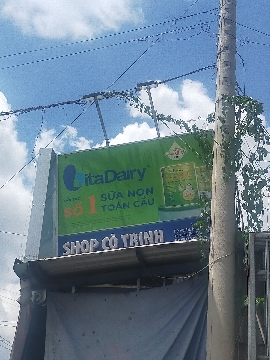 VitaDairy
SỐ 1 SỮA NON
TOÀN CẦU
SHOP CÔ TRINH